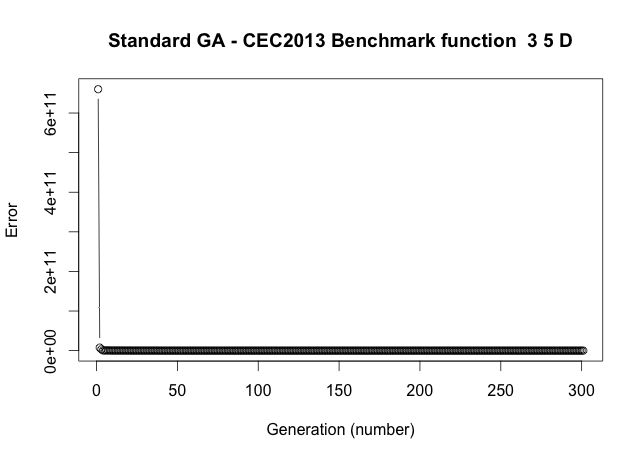 Standard GA - CEC2013 Benchmark function  3 5 D
Error
6e+11
4e+11
2e+11
0e+00
0 50 100 150 200 250 300
Generation (number)